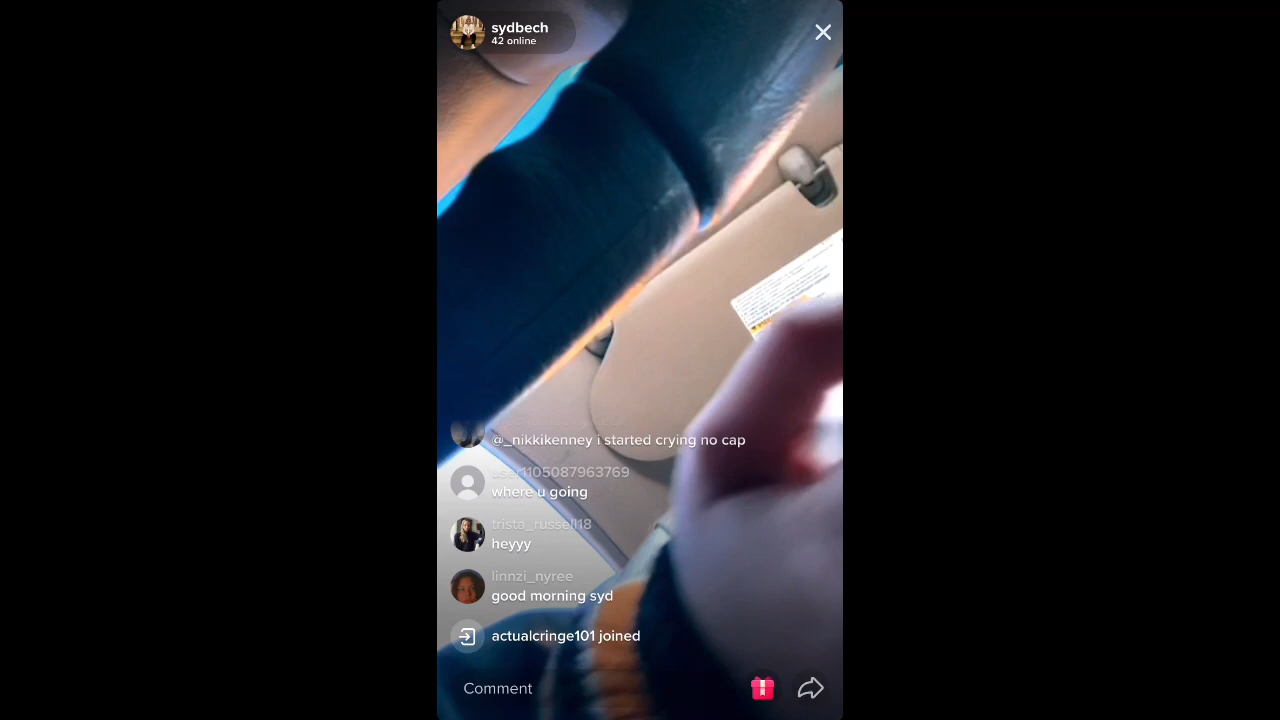 sydbech
42 online
@_nikkikenney i started crying no cap
user1105087963769
where u going
trista_russell18
heyyy
linnzi_nyree
good morning syd
actualcringe101 joined
Comment